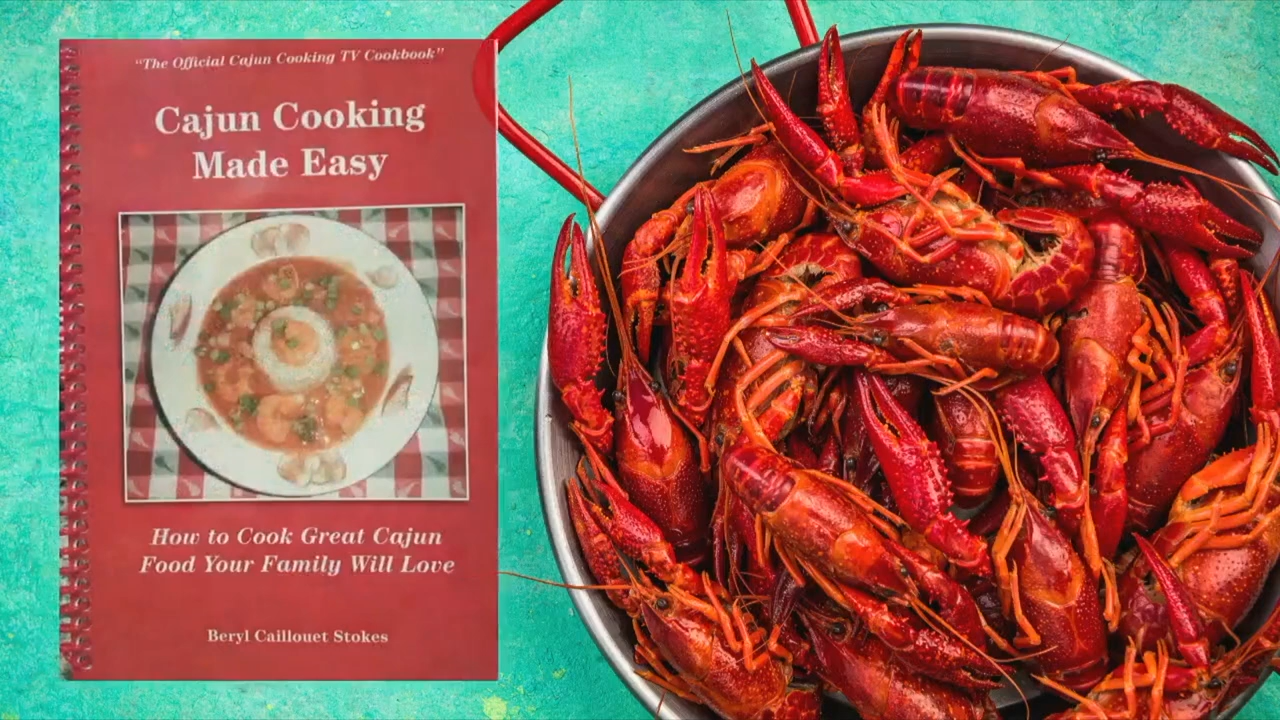 "The Official Cajun Cooking TV Cookbook"
Cajun Cooking
Made Easy
How to Cook Great Cajun
Food Your Family Will Love
Beryl Caillouet Stokes